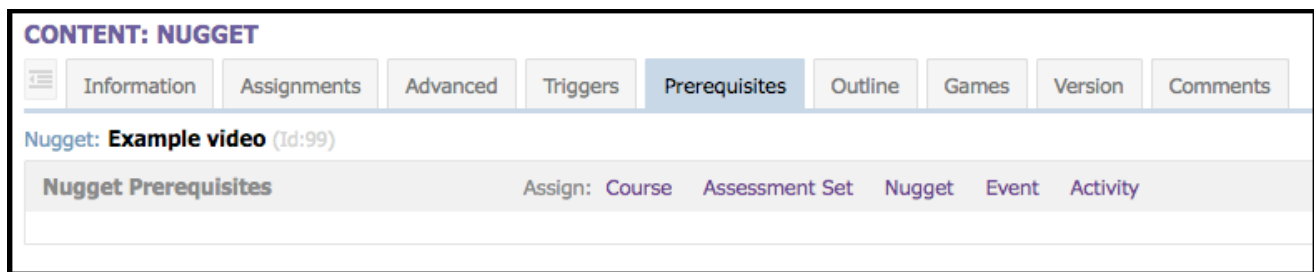 CONTENT: NUGGET
Information Assignments Advanced Triggers Prerequisites Outline Games Version Comments
Nugget: Example video (Id:99)
Nugget Prerequisites Assign: Course Assessment Set Nugget Event Activity